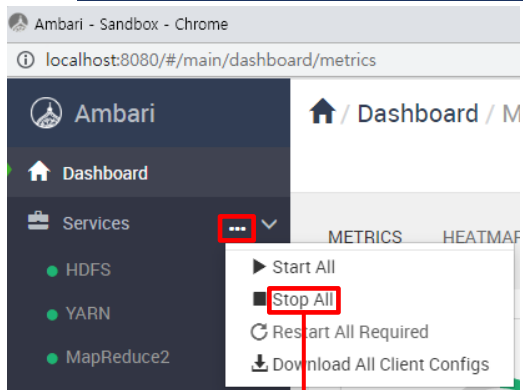 Ambari - Sandbox - Chrome
localhost:8080/#/main/dashboard/metrics
Ambari
/ Dashboard / M
Dashboard
Services
METRICS HEATMAP
HDFS
Start All
Stop All
YARN
Restart All Required
MapReduce2
Download All Client Configs